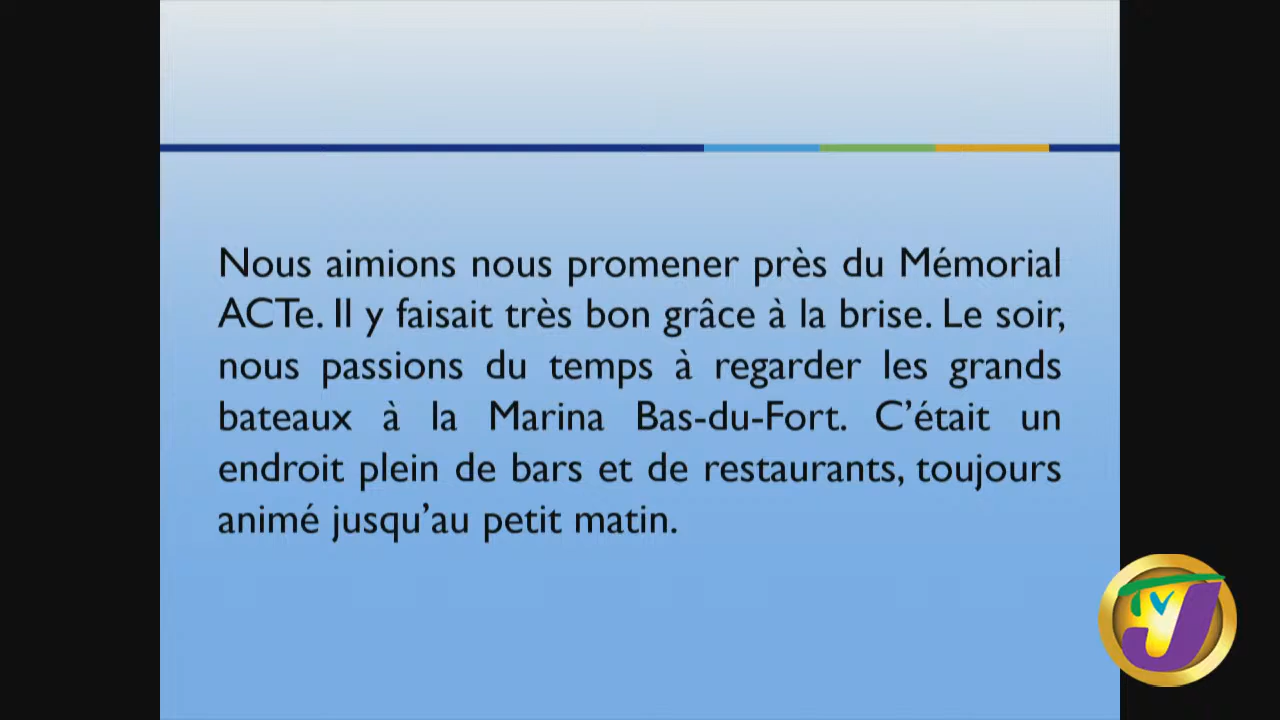 Nous aimions nous promener près du Mémorial
ACTe. Il y faisait très bon grâce à la brise. Le soir,
nous passions du temps à regarder les grands
bateaux à la Marina Bas-du-Fort. C’était un
endroit plein de bars et de restaurants, toujours
animé jusqu’au petit matin.
TVJ